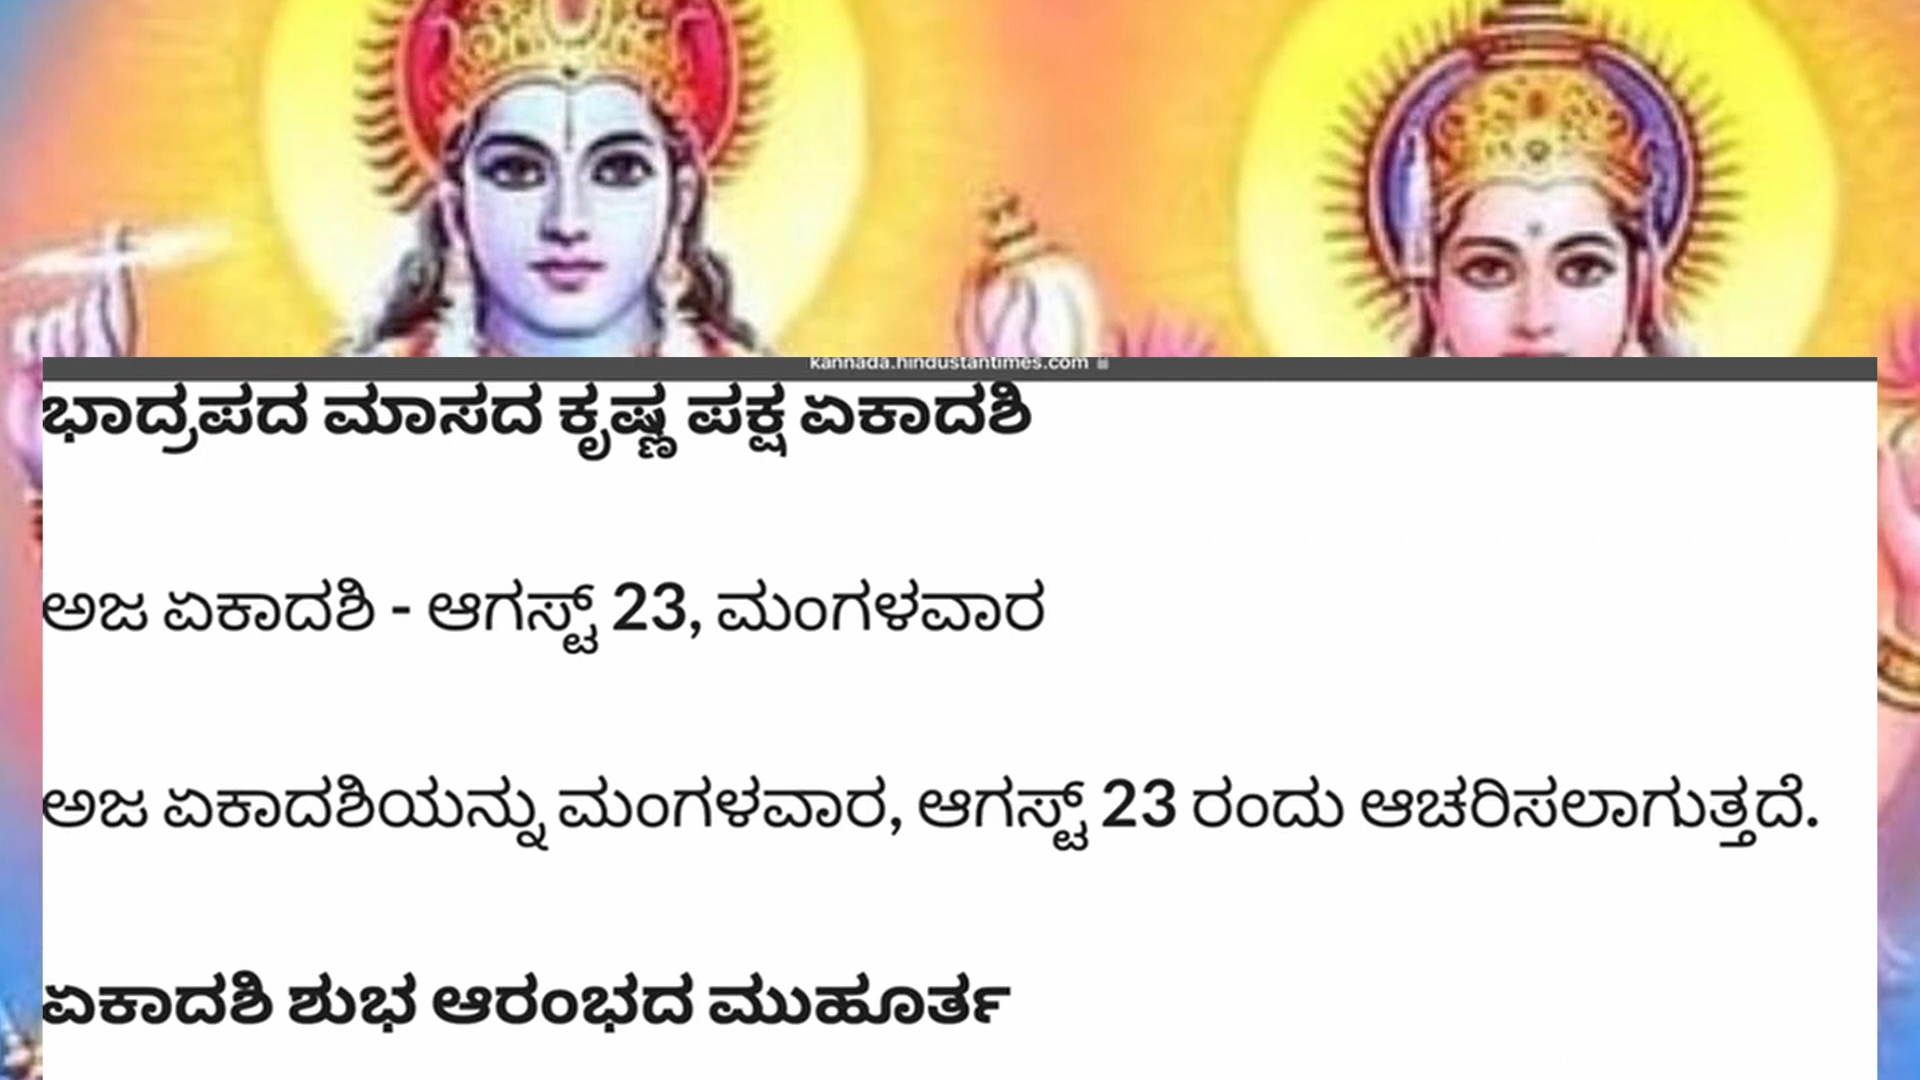 kannada.hindustantimes.com
ಭಾದ್ರಪದ ಮಾಸದ ಕೃಷ್ಣ ಪಕ್ಷ ಏಕಾದಶಿ
ಅಜ ಏಕಾದಶಿ - ಆಗಸ್ಟ್ 23, ಮಂಗಳವಾರ
ಅಜ ಏಕಾದಶಿಯನ್ನು ಮಂಗಳವಾರ, ಆಗಸ್ಟ್ 23 ರಂದು ಆಚರಿಸಲಾಗುತ್ತದೆ.
ಏಕಾದಶಿ ಶುಭ ಆರಂಭದ ಮುಹೂರ್ತ